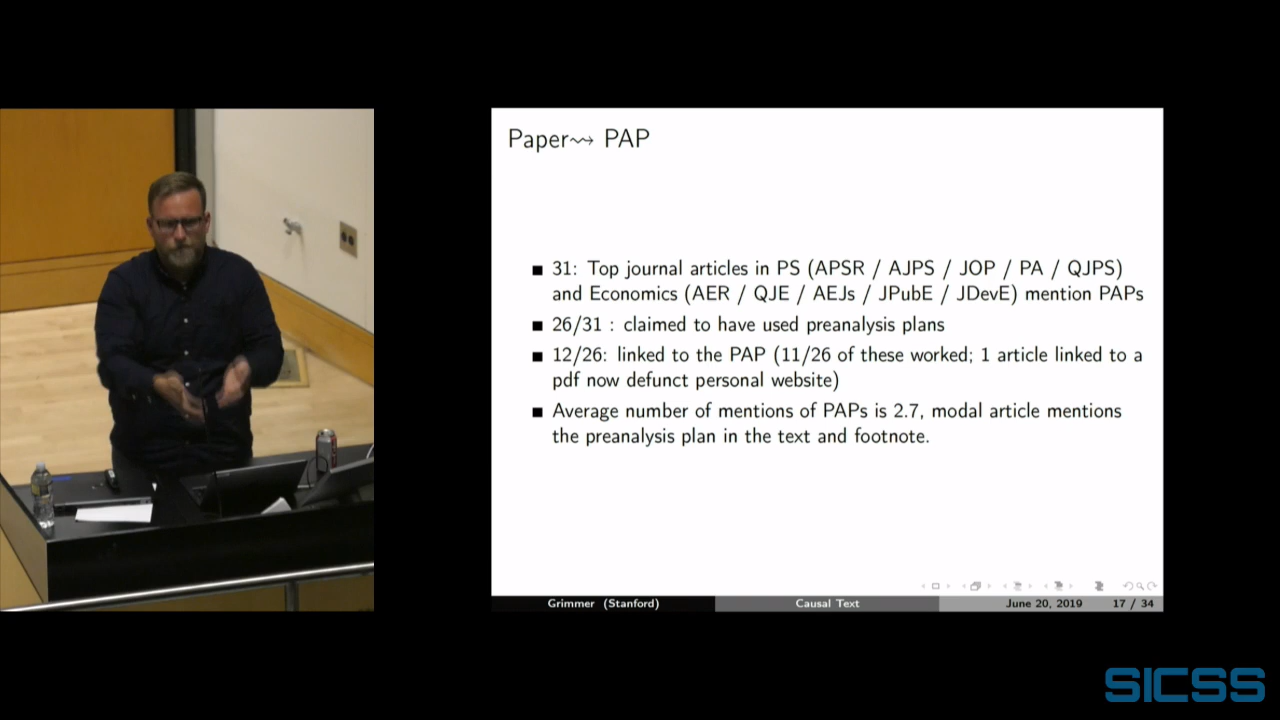 Paper⇝ PAP
■ 31: Top journal articles in PS (APSR / AJPS / JOP / PA / QJPS)
and Economics (AER / QJE / AEJs / JPubE / JDevE) mention PAPs
■ 26/31 : claimed to have used preanalysis plans
■ 12/26: linked to the PAP (11/26 of these worked; 1 article linked to a
pdf now defunct personal website)
■ Average number of mentions of PAPs is 2.7, modal article mentions
the preanalysis plan in the text and footnote.
Grimmer (Stanford) Causal Text June 20, 2019 17 / 34
SICSS